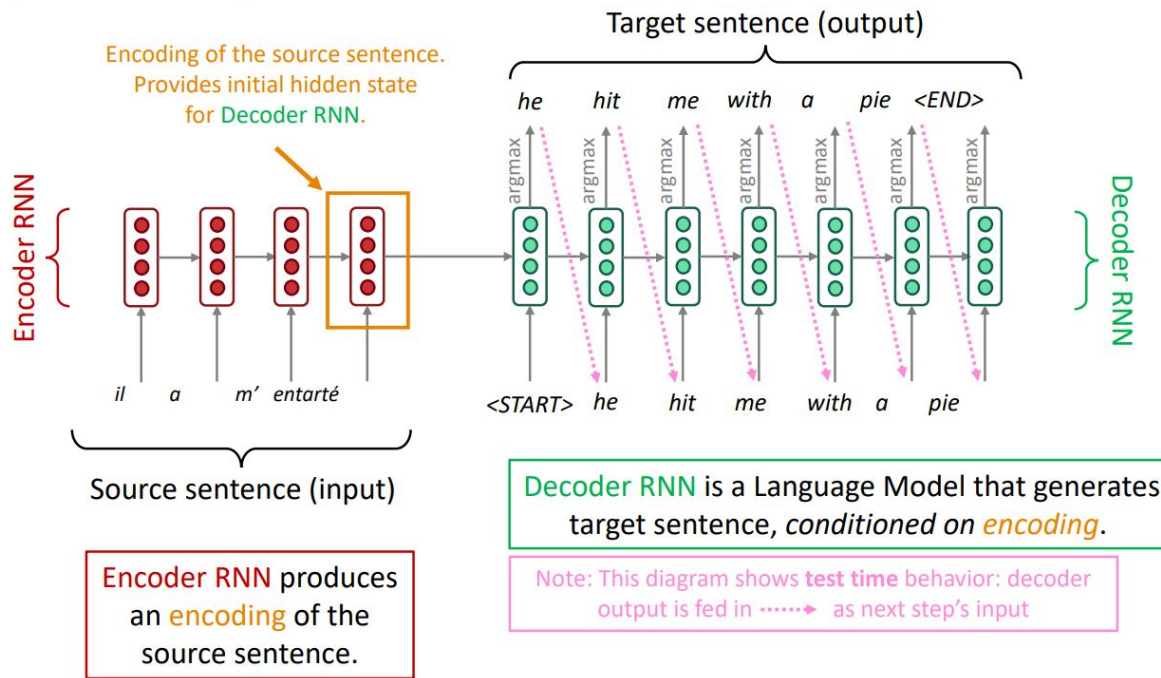 Target sentence (output)
Encoding of the source sentence.
Provides initial hidden state
for Decoder RNN.
he hit me with a pie <END>
argmax argmax argmax argmax argmax argmax argmax
Encoder RNN
Decoder RNN
il a m’ entarté
<START> he hit me with a pie
Source sentence (input)
Decoder RNN is a Language Model that generates
target sentence, conditioned on encoding.
Encoder RNN produces
an encoding of the
source sentence.
Note: This diagram shows test time behavior: decoder
output is fed in as next step’s input